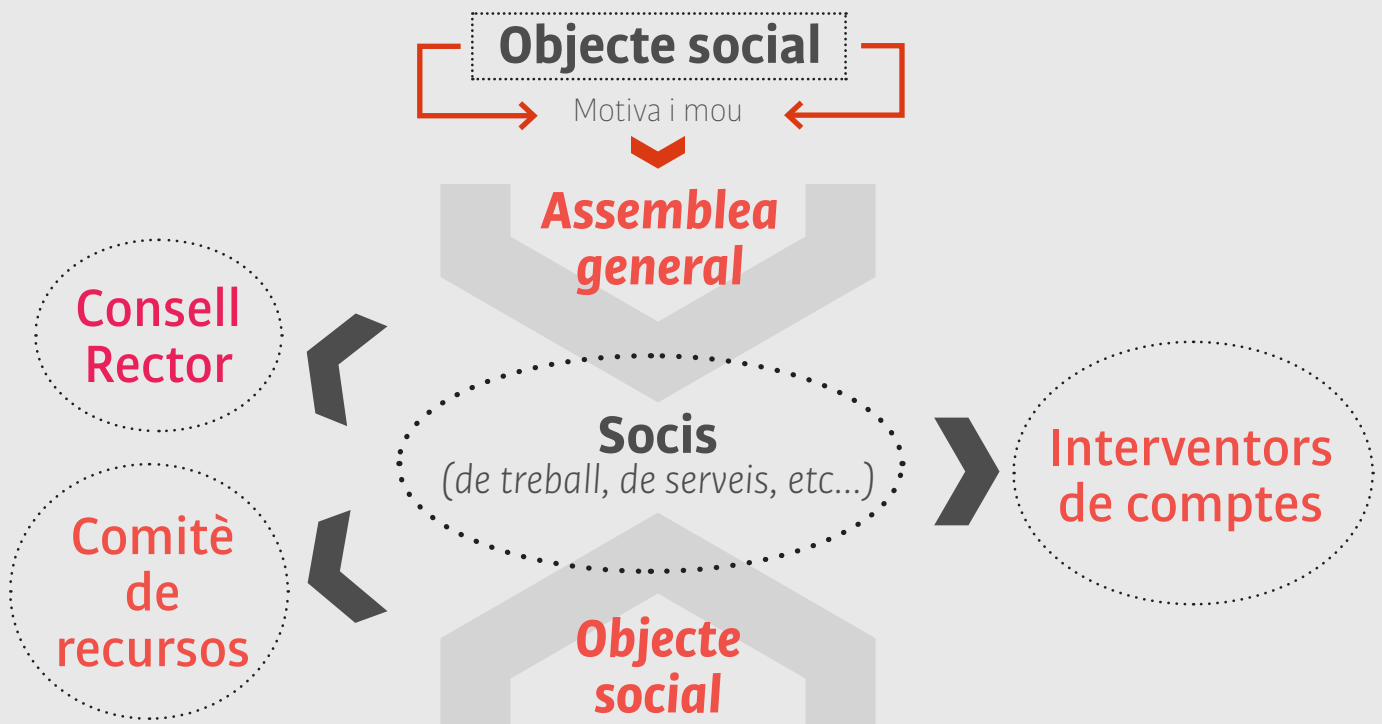 Objecte social
Motiva i mou
Assemblea
general
Consell
Rector
Socis
(de treball, de serveis, etc...)
Interventors
de comptes
Comitè
de
recursos
Objecte
social